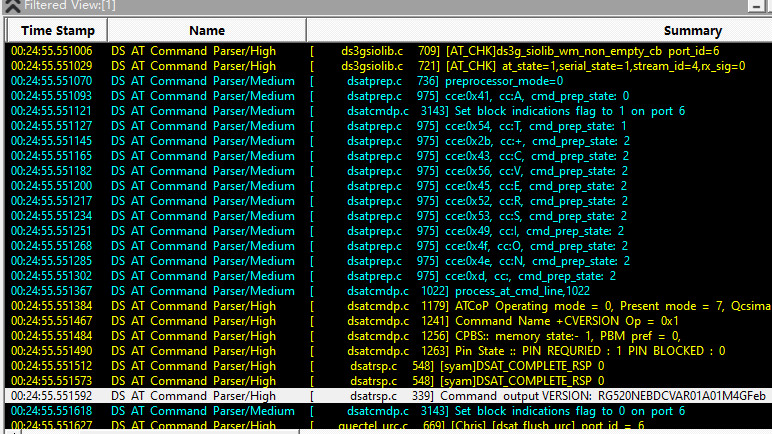 Filtered View:[1]
Time Stamp Name Summary
00:24:55.551006 DS AT Command Parser/High [ ds3gsiolib.c 709] [AT_CHK]ds3g_siolib_wm_non_empty_cb port_id=6
00:24:55.551029 DS AT Command Parser/High [ ds3gsiolib.c 721] [AT_CHK] at_state=1,serial_state=1,stream_id=4,rx_sig=0
00:24:55.551070 DS AT Command Parser/Medium [ dsatprep.c 736] preprocessor_mode=0
00:24:55.551093 DS AT Command Parser/Medium [ dsatprep.c 975] cce:0x41, cc:A, cmd_prep_state: 0
00:24:55.551121 DS AT Command Parser/Medium [ dsatcmdp.c 3143] Set block indications flag to 1 on port 6
00:24:55.551127 DS AT Command Parser/Medium [ dsatprep.c 975] cce:0x54, cc:T, cmd_prep_state: 1
00:24:55.551145 DS AT Command Parser/Medium [ dsatprep.c 975] cce:0x2b, cc:+, cmd_prep_state: 2
00:24:55.551165 DS AT Command Parser/Medium [ dsatprep.c 975] cce:0x43, cc:C, cmd_prep_state: 2
00:24:55.551182 DS AT Command Parser/Medium [ dsatprep.c 975] cce:0x56, cc:V, cmd_prep_state: 2
00:24:55.551200 DS AT Command Parser/Medium [ dsatprep.c 975] cce:0x45, cc:E, cmd_prep_state: 2
00:24:55.551217 DS AT Command Parser/Medium [ dsatprep.c 975] cce:0x52, cc:R, cmd_prep_state: 2
00:24:55.551234 DS AT Command Parser/Medium [ dsatprep.c 975] cce:0x53, cc:S, cmd_prep_state: 2
00:24:55.551251 DS AT Command Parser/Medium [ dsatprep.c 975] cce:0x49, cc:I, cmd_prep_state: 2
00:24:55.551268 DS AT Command Parser/Medium [ dsatprep.c 975] cce:0x4f, cc:O, cmd_prep_state: 2
00:24:55.551285 DS AT Command Parser/Medium [ dsatprep.c 975] cce:0x4e, cc:N, cmd_prep_state: 2
00:24:55.551302 DS AT Command Parser/Medium [ dsatprep.c 975] cce:0xd, cc:, cmd_prep_state: 2
00:24:55.551367 DS AT Command Parser/Medium [ dsatcmdp.c 1022] process_at_cmd_line,1022
00:24:55.551384 DS AT Command Parser/High [ dsatcmdp.c 1179] ATCoP Operating mode = 0, Present mode = 7, Qcsima
00:24:55.551467 DS AT Command Parser/High [ dsatcmdp.c 1241] Command Name +CVERSION Op = 0x1
00:24:55.551480 DS AT Command Parser/High [ dsatcmdp.c 1256] CPBS:: memory state:- 1, PBM pref = 0,
00:24:55.551490 DS AT Command Parser/High [ dsatcmdp.c 1263] Pin State :: PIN REQURIED : 1 PIN BLOCKED : 0
00:24:55.551512 DS AT Command Parser/High [ dsatrsp.c 548] [syam]DSAT_COMPLETE_RSP 0
00:24:55.551573 DS AT Command Parser/High [ dsatrsp.c 548] [syam]DSAT_COMPLETE_RSP 0
00:24:55.551592 DS AT Command Parser/High [ dsatrsp.c 339] Command output VERSION: RG520NEBDCVAR01A01M4GFeb
00:24:55.551618 DS AT Command Parser/Medium [ dsatcmdp.c 3143] Set block indications flag to 0 on port 6
00:24:55.551627 DS AT Command Parser/High [ quectel_urc.c 669] [Chris] [dsat_flush_urc] port_id = 6